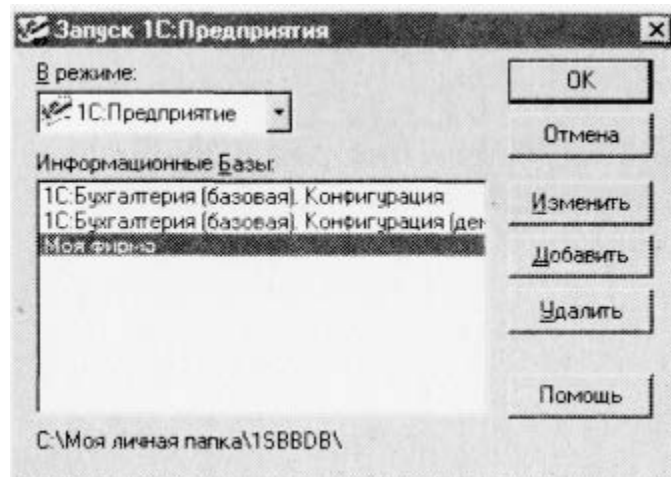 Запуск 1С:Предприятия
В режиме:
1С:Предприятие
Информационные Базы:
1С:Бухгалтерия (базовая). Конфигурация
1С:Бухгалтерия (базовая). Конфигурация (ден
Моя фирма
C:\Моя личная папка\1SBBDB\
OK
Отмена
Изменить
Добавить
Удалить
Помощь